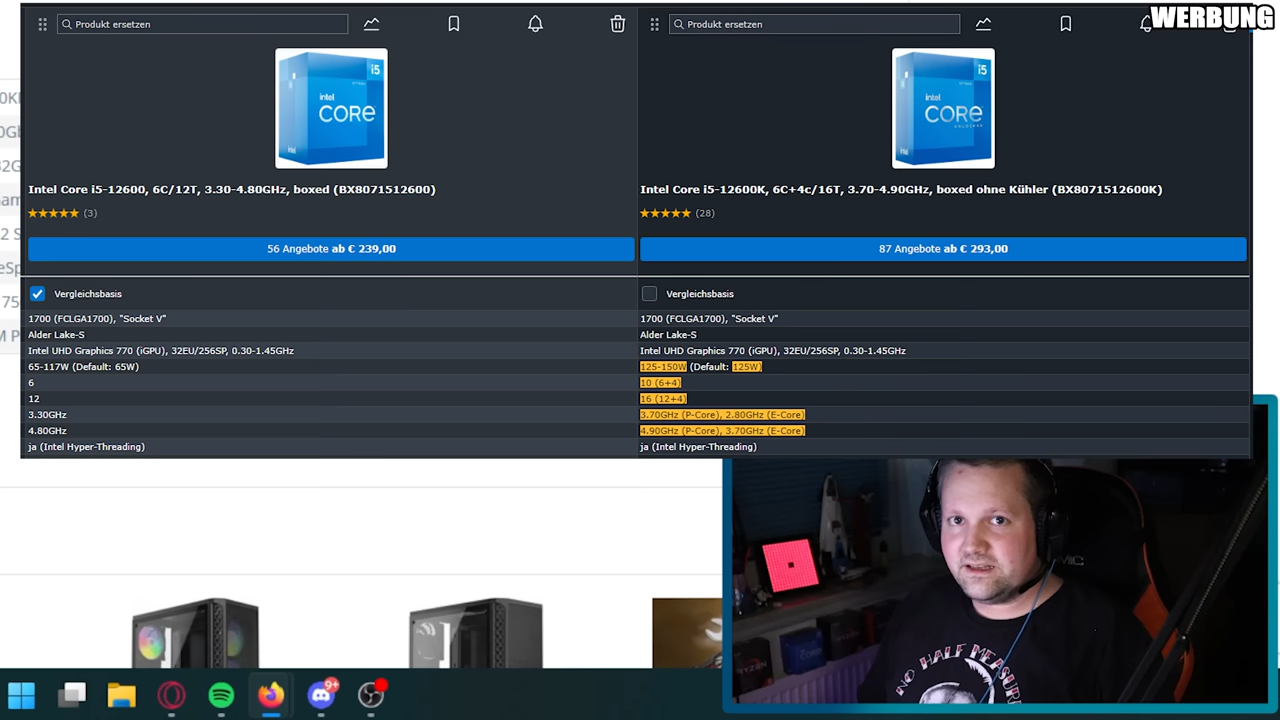 WERBUNG
Produkt ersetzen
Produkt ersetzen
i5
intel
CORE
i5
intel
CORE
UNLOCKED
Intel Core i5-12600, 6C/12T, 3.30-4.80GHz, boxed (BX8071512600)
Intel Core i5-12600K, 6C+4c/16T, 3.70-4.90GHz, boxed ohne Kühler (BX8071512600K)
★★★★★ (3)
★★★★★ (28)
56 Angebote ab € 239,00
87 Angebote ab € 293,00
Vergleichsbasis
Vergleichsbasis
1700 (FCLGA1700), "Socket V"
1700 (FCLGA1700), "Socket V"
Alder Lake-S
Alder Lake-S
Intel UHD Graphics 770 (iGPU), 32EU/256SP, 0.30-1.45GHz
Intel UHD Graphics 770 (iGPU), 32EU/256SP, 0.30-1.45GHz
65-117W (Default: 65W)
125-150W (Default: 125W)
6
10 (6+4)
12
16 (12+4)
3.30GHz
3.70GHz (P-Core), 2.80GHz (E-Core)
4.80GHz
4.90GHz (P-Core), 3.70GHz (E-Core)
ja (Intel Hyper-Threading)
ja (Intel Hyper-Threading)
RYZEN
NO HALF MEASURE
9+